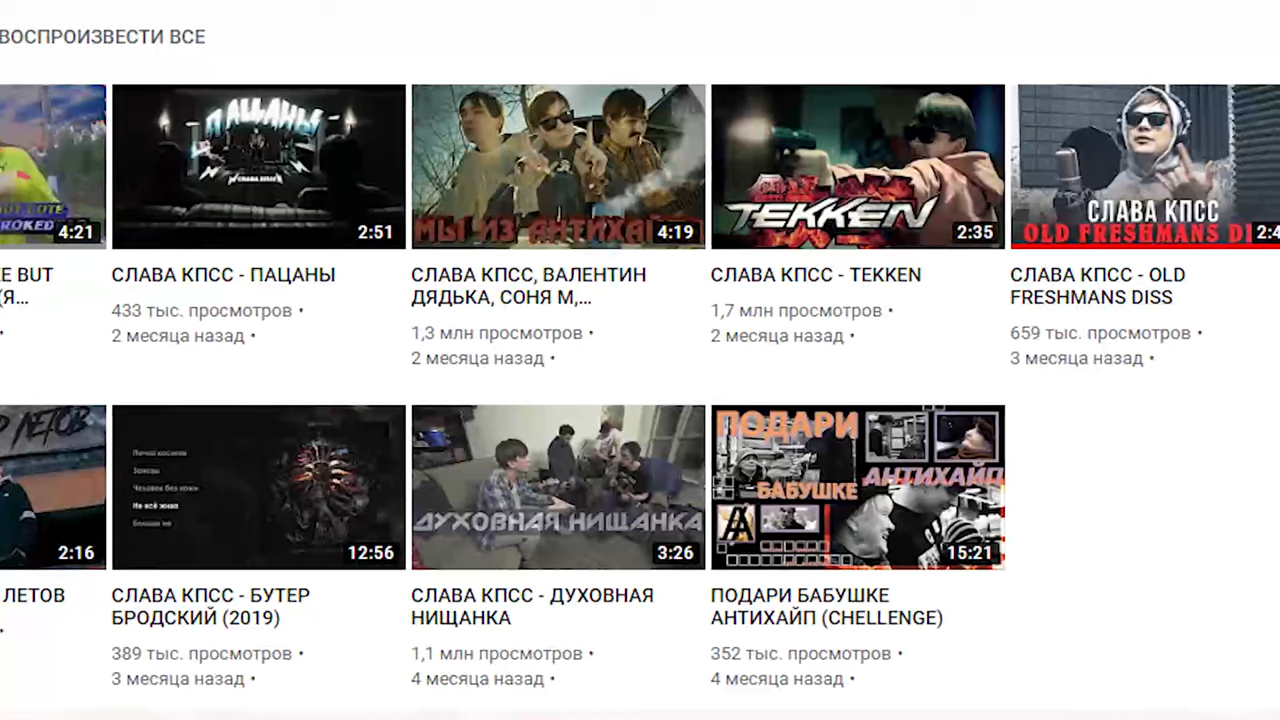 ВОСПРОИЗВЕСТИ ВСЕ
ПАЦАНЫ
МЫ ИЗ АНТИХАЙ
TEKKEN
СЛАВА КПСС
OLD FRESHMANS DI
4:21
2:51
4:19
2:35
2:4
E BUT
(Я...
СЛАВА КПСС - ПАЦАНЫ
433 тыс. просмотров •
2 месяца назад •
СЛАВА КПСС, ВАЛЕНТИН
ДЯДЬКА, СОНЯ М,...
1,3 млн просмотров •
2 месяца назад •
СЛАВА КПСС - TEKKEN
1,7 млн просмотров •
2 месяца назад •
СЛАВА КПСС - OLD
FRESHMANS DISS
659 тыс. просмотров •
3 месяца назад •
Р ЛЕТОВ
Не всё живо
ДУХОВНАЯ НИЩАНКА
ПОДАРИ
БАБУШКЕ
АНТИХАЙП
2:16
12:56
3:26
15:21
ЛЕТОВ
СЛАВА КПСС - БУТЕР
БРОДСКИЙ (2019)
389 тыс. просмотров •
3 месяца назад •
СЛАВА КПСС - ДУХОВНАЯ
НИЩАНКА
1,1 млн просмотров •
4 месяца назад •
ПОДАРИ БАБУШКЕ
АНТИХАЙП (CHELLENGE)
352 тыс. просмотров •
4 месяца назад •